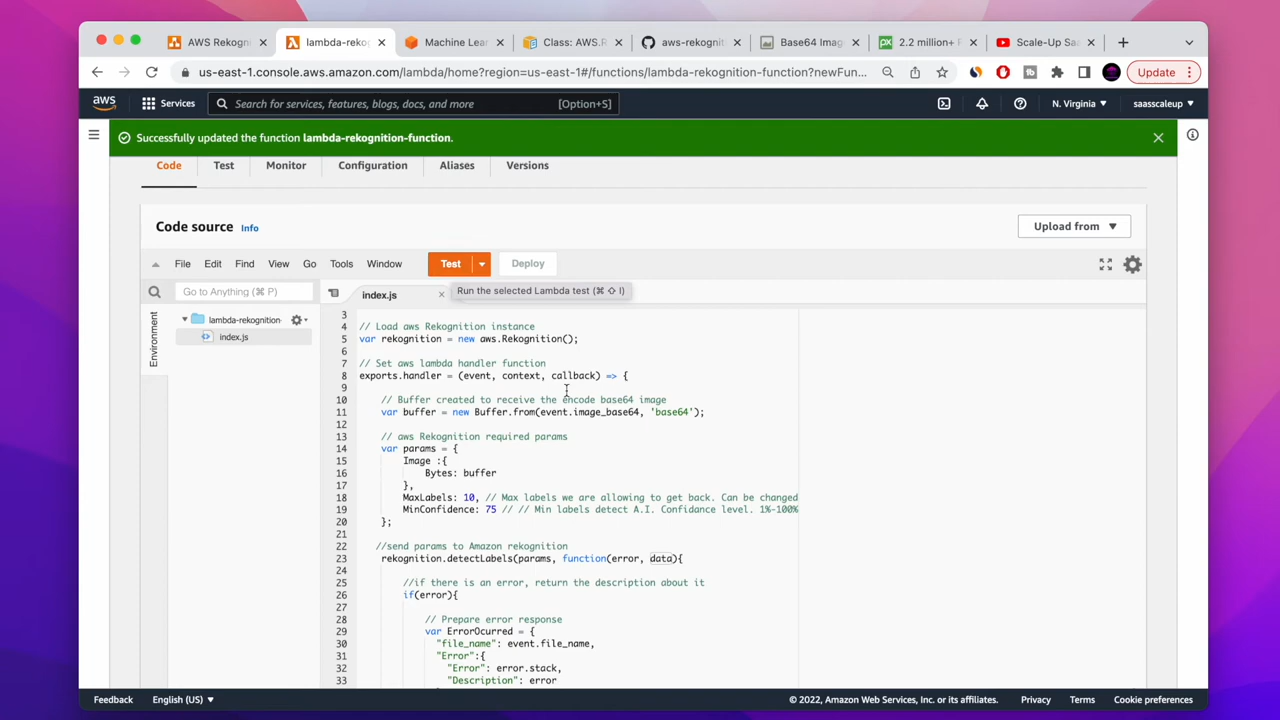 AWS Rekogn
lambda-reko
Machine Lear
Class: AWS.R
aws-rekognit
Base64 Imag
2.2 million+ F
Scale-Up Saa
us-east-1.console.aws.amazon.com/lambda/home?region=us-east-1#/functions/lambda-rekognition-function?newFun...
Update
aws
Services
Search for services, features, blogs, docs, and more
[Option+S]
N. Virginia
saasscaleup
Successfully updated the function lambda-rekognition-function.
Code
Test
Monitor
Configuration
Aliases
Versions
Code source
Info
Upload from
File
Edit
Find
View
Go
Tools
Window
Test
Deploy
Go to Anything (⌘ P)
index.js
Run the selected Lambda test (⌘ ⇧ I)
Environment
lambda-rekognition-
index.js
3
4 // Load aws Rekognition instance
5 var rekognition = new aws.Rekognition();
6
7 // Set aws lambda handler function
8 exports.handler = (event, context, callback) => {
9
10 // Buffer created to receive the encode base64 image
11 var buffer = new Buffer.from(event.image_base64, 'base64');
12
13 // aws Rekognition required params
14 var params = {
15 Image :{
16 Bytes: buffer
17 },
18 MaxLabels: 10, // Max labels we are allowing to get back. Can be changed
19 MinConfidence: 75 // // Min labels detect A.I. Confidance level. 1%-100%
20 };
21
22 //send params to Amazon rekognition
23 rekognition.detectLabels(params, function(error, data){
24
25 //if there is an error, return the description about it
26 if(error){
27
28 // Prepare error response
29 var ErrorOcurred = {
30 "file_name": event.file_name,
31 "Error":{
32 "Error": error.stack,
33 "Description": error
Feedback
English (US)
© 2022, Amazon Web Services, Inc. or its affiliates.
Privacy
Terms
Cookie preferences